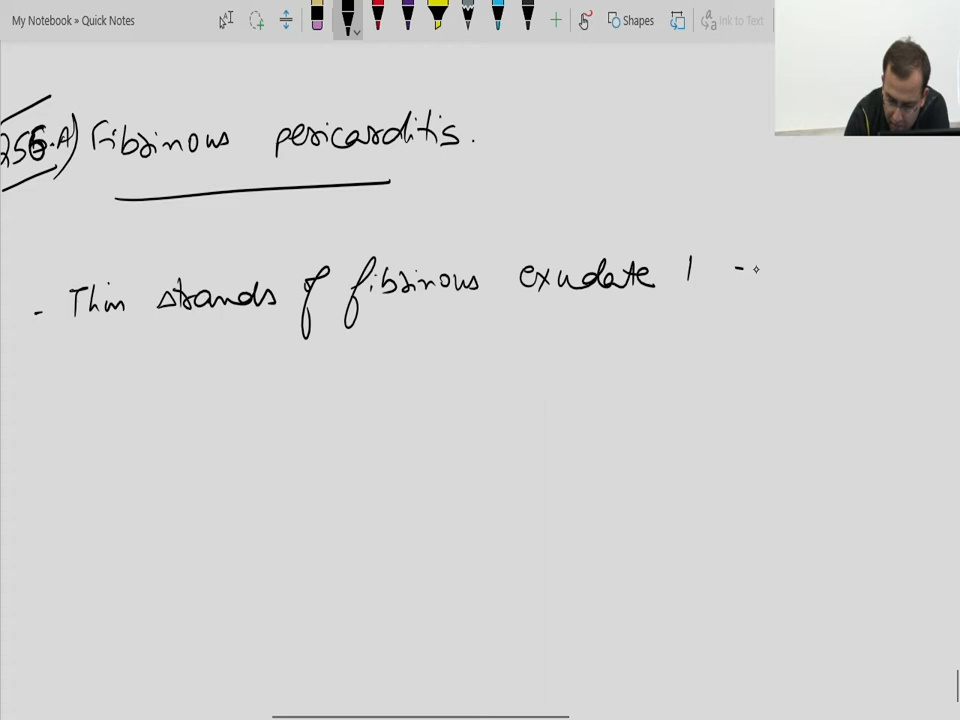 My Notebook » Quick Notes
Shapes
Ink to Text
256.A) Fibrinous pericarditis.
- Thin strands of fibrinous exudate | -